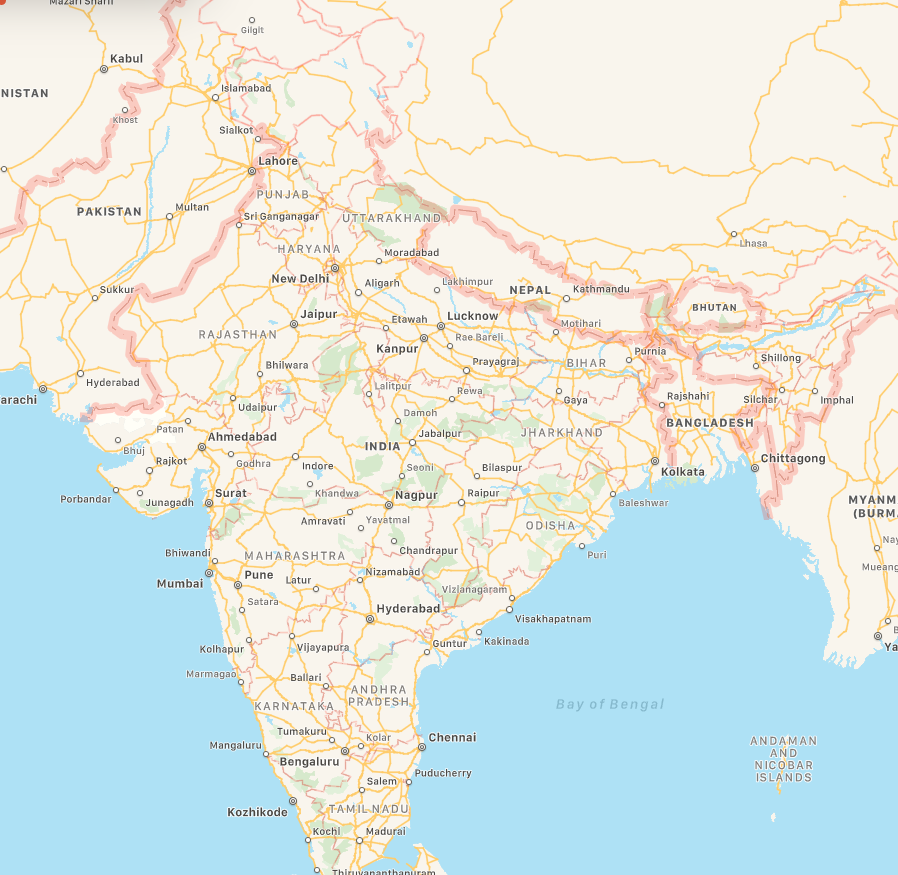 Mazari Sharif
Gilgit
Kabul
NISTAN
Islamabad
Khost
Sialkot
Lahore
PUNJAB
PAKISTAN
Multan
Sri Ganganagar
UTTARAKHAND
Lhasa
HARYANA
Moradabad
New Delhi
Aligarh
Lakhimpur
NEPAL
Kathmandu
Sukkur
BHUTAN
Jaipur
Etawah
Lucknow
Motihari
RAJASTHAN
Rae Bareli
Kanpur
Purnia
Prayagraj
BIHAR
Shillong
Bhilwara
Hyderabad
Lalitpur
Rewa
Gaya
Rajshahi
Silchar
Imphal
arachi
Udaipur
Damoh
BANGLADESH
Patan
Jabalpur
JHARKHAND
Ahmedabad
INDIA
Bhuj
Rajkot
Godhra
Indore
Seoni
Bilaspur
Chittagong
Kolkata
Porbandar
Junagadh
Surat
Khandwa
Nagpur
Raipur
Baleshwar
MYANM
(BURM
Amravati
Yavatmal
ODISHA
Nay
Bhiwandi
MAHARASHTRA
Chandrapur
Puri
Mueang
Mumbai
Pune
Latur
Nizamabad
Vizianagaram
Satara
Hyderabad
Visakhapatnam
B
Kolhapur
Vijayapura
Guntur
Kakinada
Ya
Marmagao
Ballari
ANDHRA
PRADESH
KARNATAKA
Bay of Bengal
Tumakuru
Kolar
Chennai
Mangaluru
Bengaluru
ANDAMAN
AND
NICOBAR
ISLANDS
Puducherry
Salem
Kozhikode
TAMIL NADU
Kochi
Madurai
Thiruvananthapuram